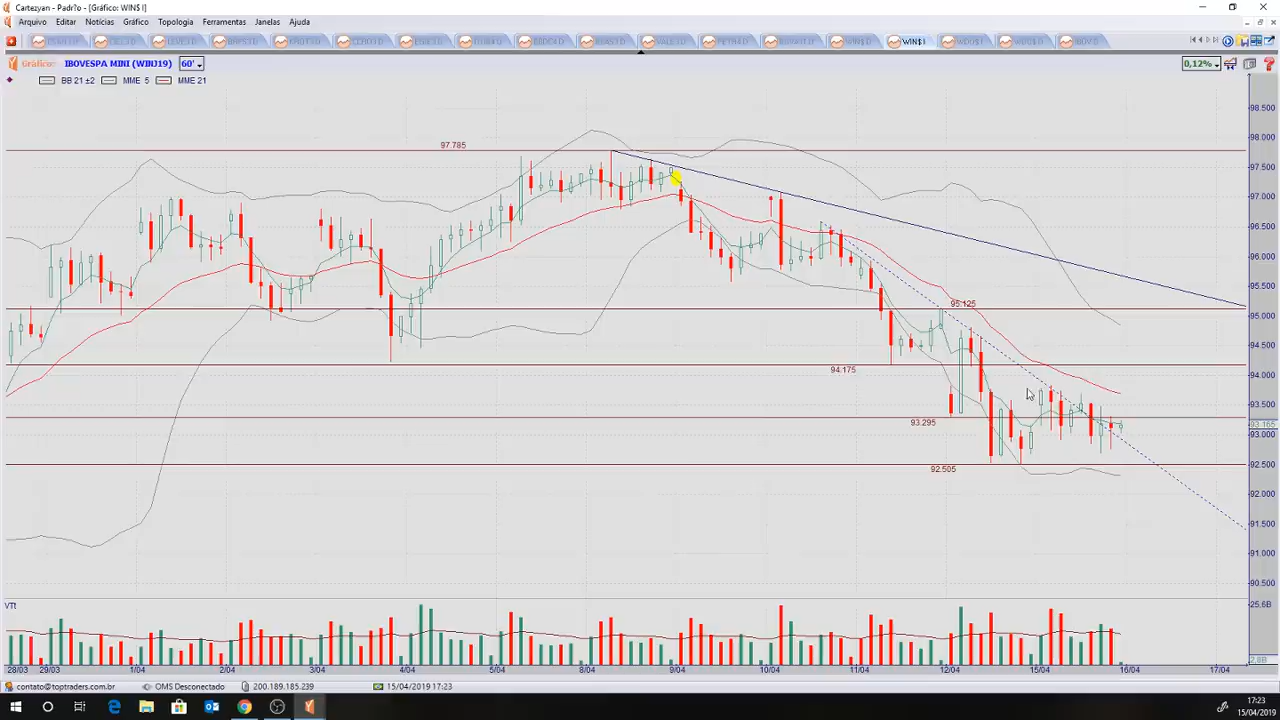 Cartezyan - Padr?o - [Gráfico: WIN$ I]
Arquivo Editar Notícias Gráfico Topologia Ferramentas Janelas Ajuda
WIN$ I
Gráfico: IBOVESPA MINI (WINJ19) 60' 0,12%
BB 21 ±2 MME 5 MME 21
98.500
98.000
97.785
97.500
97.000
96.500
96.000
95.500
95.125
95.000
94.500
94.175
94.000
93.500
93.295
93.165
93.000
92.505
92.500
92.000
91.500
91.000
90.500
VTt
25.6B
2,8B
28/03 29/03 1/04 2/04 3/04 4/04 5/04 8/04 9/04 10/04 11/04 12/04 15/04 16/04 17/04
contato@toptraders.com.br OMS Desconectado 200.189.185.239 15/04/2019 17:23
17:23
15/04/2019